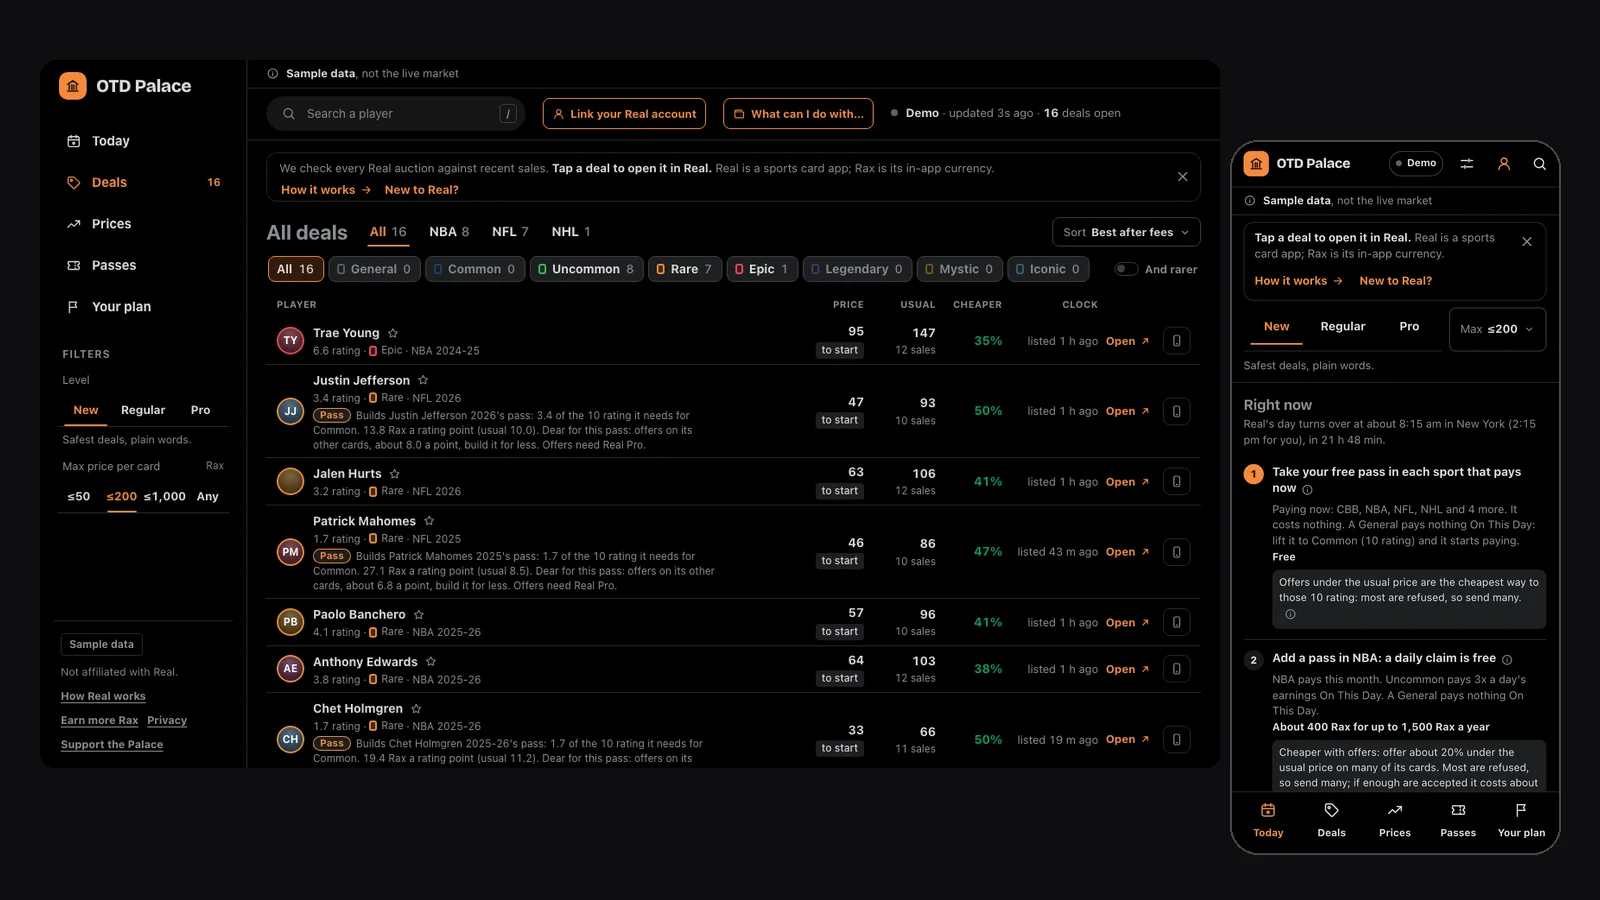 OTD Palace
Today
Deals 16
Prices
Passes
Your plan
FILTERS
Level
New Regular Pro
Safest deals, plain words.
Max price per card Rax
≤50 ≤200 ≤1,000 Any
Sample data
Not affiliated with Real.
How Real works
Earn more Rax Privacy
Support the Palace
Sample data, not the live market
Search a player /
Link your Real account
What can I do with...
Demo · updated 3s ago · 16 deals open
We check every Real auction against recent sales. Tap a deal to open it in Real. Real is a sports card app; Rax is its in-app currency.
How it works → New to Real?
All deals All 16 NBA 8 NFL 7 NHL 1
Sort Best after fees
All 16 General 0 Common 0 Uncommon 8 Rare 7 Epic 1 Legendary 0 Mystic 0 Iconic 0 And rarer
PLAYER PRICE USUAL CHEAPER CLOCK
TY Trae Young 95 147
6.6 rating · Epic · NBA 2024-25 to start 12 sales 35% listed 1 h ago Open ↗
Justin Jefferson
3.4 rating · Rare · NFL 2026 47 93
JJ Pass Builds Justin Jefferson 2026's pass: 3.4 of the 10 rating it needs for to start 10 sales 50% listed 1 h ago Open ↗
Common. 13.8 Rax a rating point (usual 10.0). Dear for this pass: offers on its
other cards, about 8.0 a point, build it for less. Offers need Real Pro.
Jalen Hurts 63 106
3.2 rating · Rare · NFL 2026 to start 12 sales 41% listed 1 h ago Open ↗
Patrick Mahomes
1.7 rating · Rare · NFL 2025 46 86
PM Pass Builds Patrick Mahomes 2025's pass: 1.7 of the 10 rating it needs for to start 10 sales 47% listed 43 m ago Open ↗
Common. 27.1 Rax a rating point (usual 8.5). Dear for this pass: offers on its other
cards, about 6.8 a point, build it for less. Offers need Real Pro.
PB Paolo Banchero 57 96
4.1 rating · Rare · NBA 2025-26 to start 10 sales 41% listed 1 h ago Open ↗
AE Anthony Edwards 64 103
3.8 rating · Rare · NBA 2025-26 to start 12 sales 38% listed 1 h ago Open ↗
Chet Holmgren
1.7 rating · Rare · NBA 2025-26 33 66
CH Pass Builds Chet Holmgren 2025-26's pass: 1.7 of the 10 rating it needs for to start 11 sales 50% listed 19 m ago Open ↗
Common. 19.4 Rax a rating point (usual 11.2). Dear for this pass: offers on its
OTD Palace Demo
Sample data, not the live market
Tap a deal to open it in Real. Real is a sports
card app; Rax is its in-app currency.
How it works → New to Real?
New Regular Pro Max ≤200
Safest deals, plain words.
Right now
Real's day turns over at about 8:15 am in New York (2:15
pm for you), in 21 h 48 min.
1 Take your free pass in each sport that pays
now
Paying now: CBB, NBA, NFL, NHL and 4 more. It
costs nothing. A General pays nothing On This Day:
lift it to Common (10 rating) and it starts paying.
Free
Offers under the usual price are the cheapest way to
those 10 rating: most are refused, so send many.
2 Add a pass in NBA: a daily claim is free
NBA pays this month. Uncommon pays 3x a day's
earnings On This Day. A General pays nothing On
This Day.
About 400 Rax for up to 1,500 Rax a year
Cheaper with offers: offer about 20% under the
usual price on many of its cards. Most are refused,
so send many; if enough are accepted it costs about
Today Deals Prices Passes Your plan